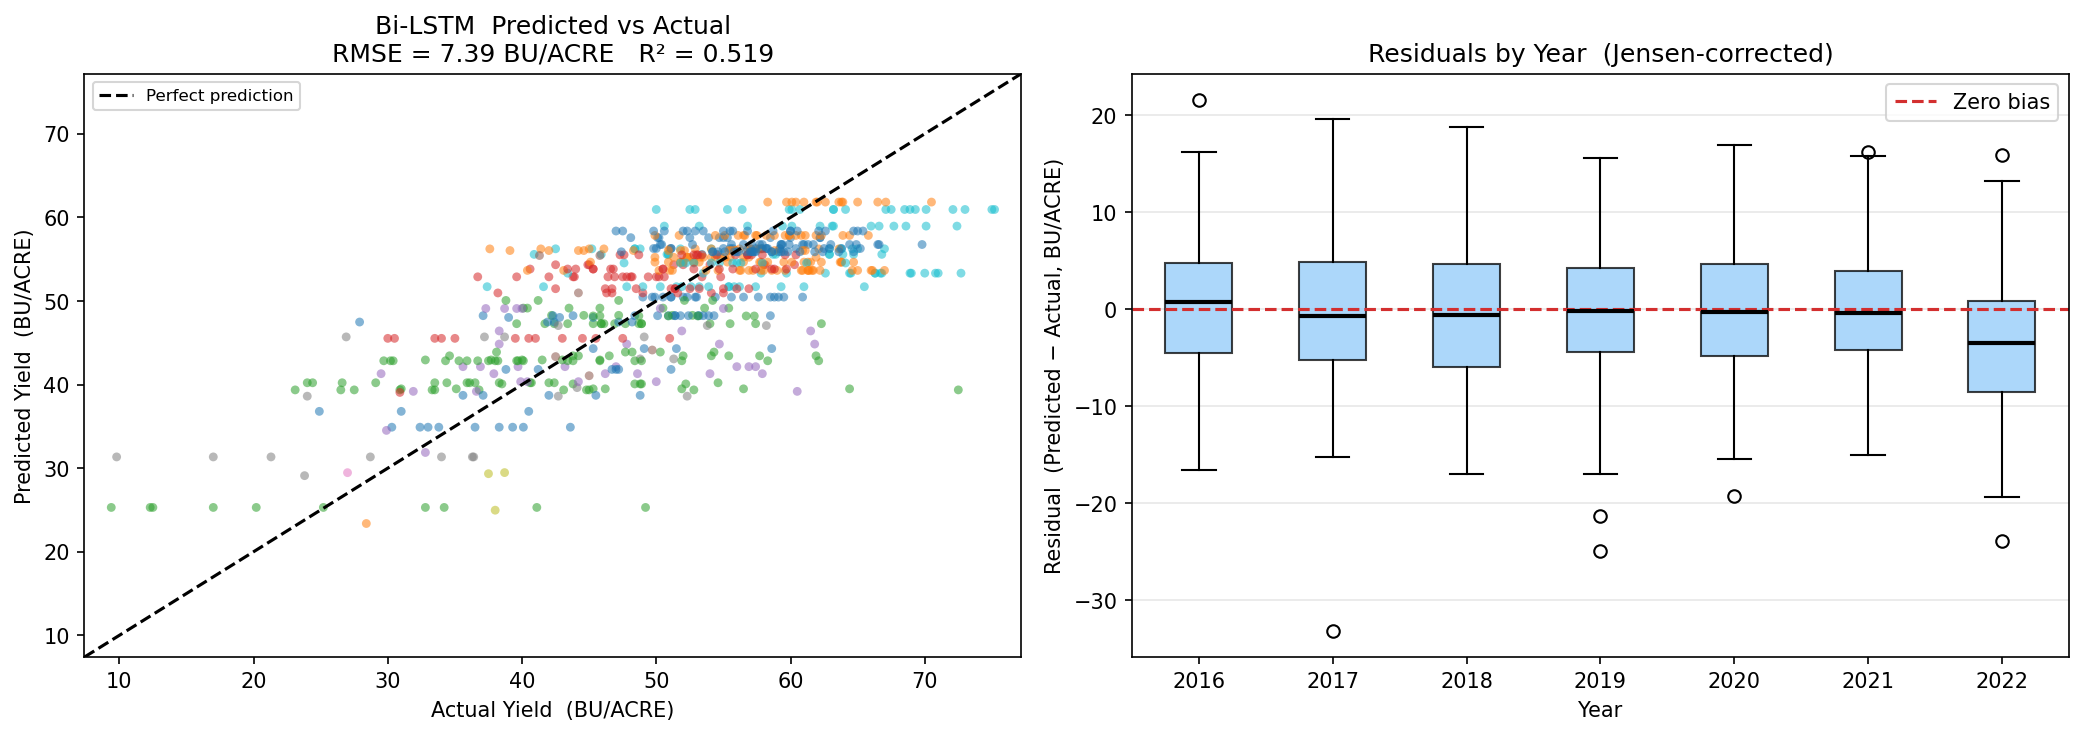 Bi-LSTM  Predicted vs Actual
RMSE = 7.39 BU/ACRE   R² = 0.519
Perfect prediction
Predicted Yield  (BU/ACRE)
70
60
50
40
30
20
10
10 20 30 40 50 60 70
Actual Yield  (BU/ACRE)
Residuals by Year  (Jensen-corrected)
Zero bias
Residual  (Predicted − Actual, BU/ACRE)
20
10
0
−10
−20
−30
2016 2017 2018 2019 2020 2021 2022
Year